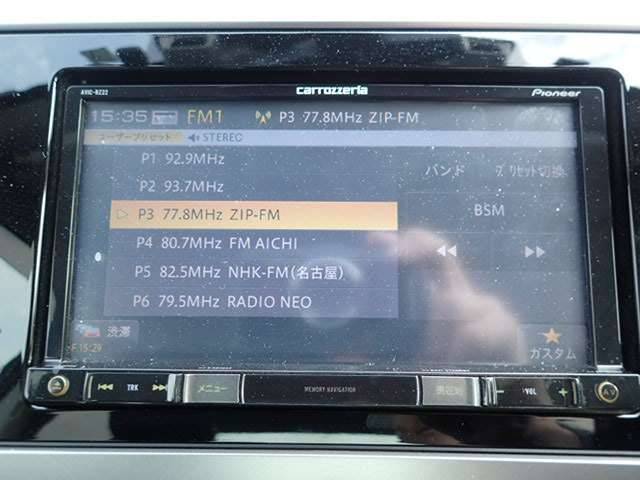 AVIC-RZ22 carrozzeria Pioneer
15:35 FM1 P3 77.8MHz ZIP-FM
ユーザープリセット STEREO
P1 92.9MHz
P2 93.7MHz
バンド プリセット切換
P3 77.8MHz ZIP-FM
BSM
P4 80.7MHz FM AICHI
P5 82.5MHz NHK-FM(名古屋)
P6 79.5MHz RADIO NEO
渋滞
15:29
カスタム
TRK メニュー MEMORY NAVIGATION 現在地 − VOL + AV